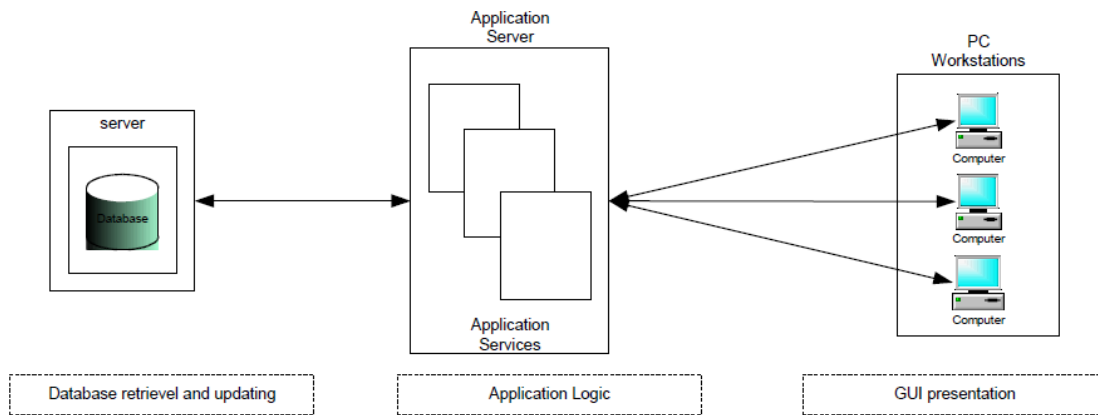 Application
Server
PC
Workstations
server
Database
Computer
Computer
Computer
Application
Services
Database retrievel and updating
Application Logic
GUI presentation